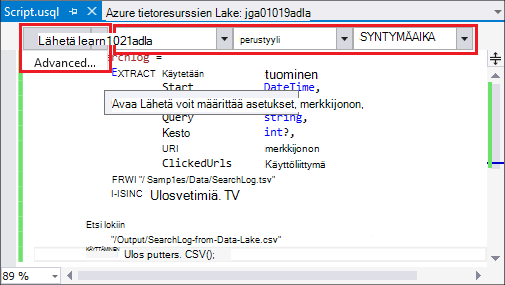 Script.usql Azure tietoresurssien Lake: jga01019adla
Lähetä learn1021adla perustyyli SYNTYMÄAIKA
rchlog =
Advanced...
EXTRACT Käytetään tuominen
Start DateTime,
Avaa Lähetä voit määrittää asetukset, merkkijonon,
Query string,
Kesto int?,
URI merkkijonon
ClickedUrls Käyttöliittymä
FRWI "/ Samp1es/Data/SearchLog.tsv"
I-ISINC Ulosvetimiä. TV
Etsi lokiin
"/Output/SearchLog-from-Data-Lake.csv"
KÄYTTÄMINEN Ulos putters. CSV();
89 %